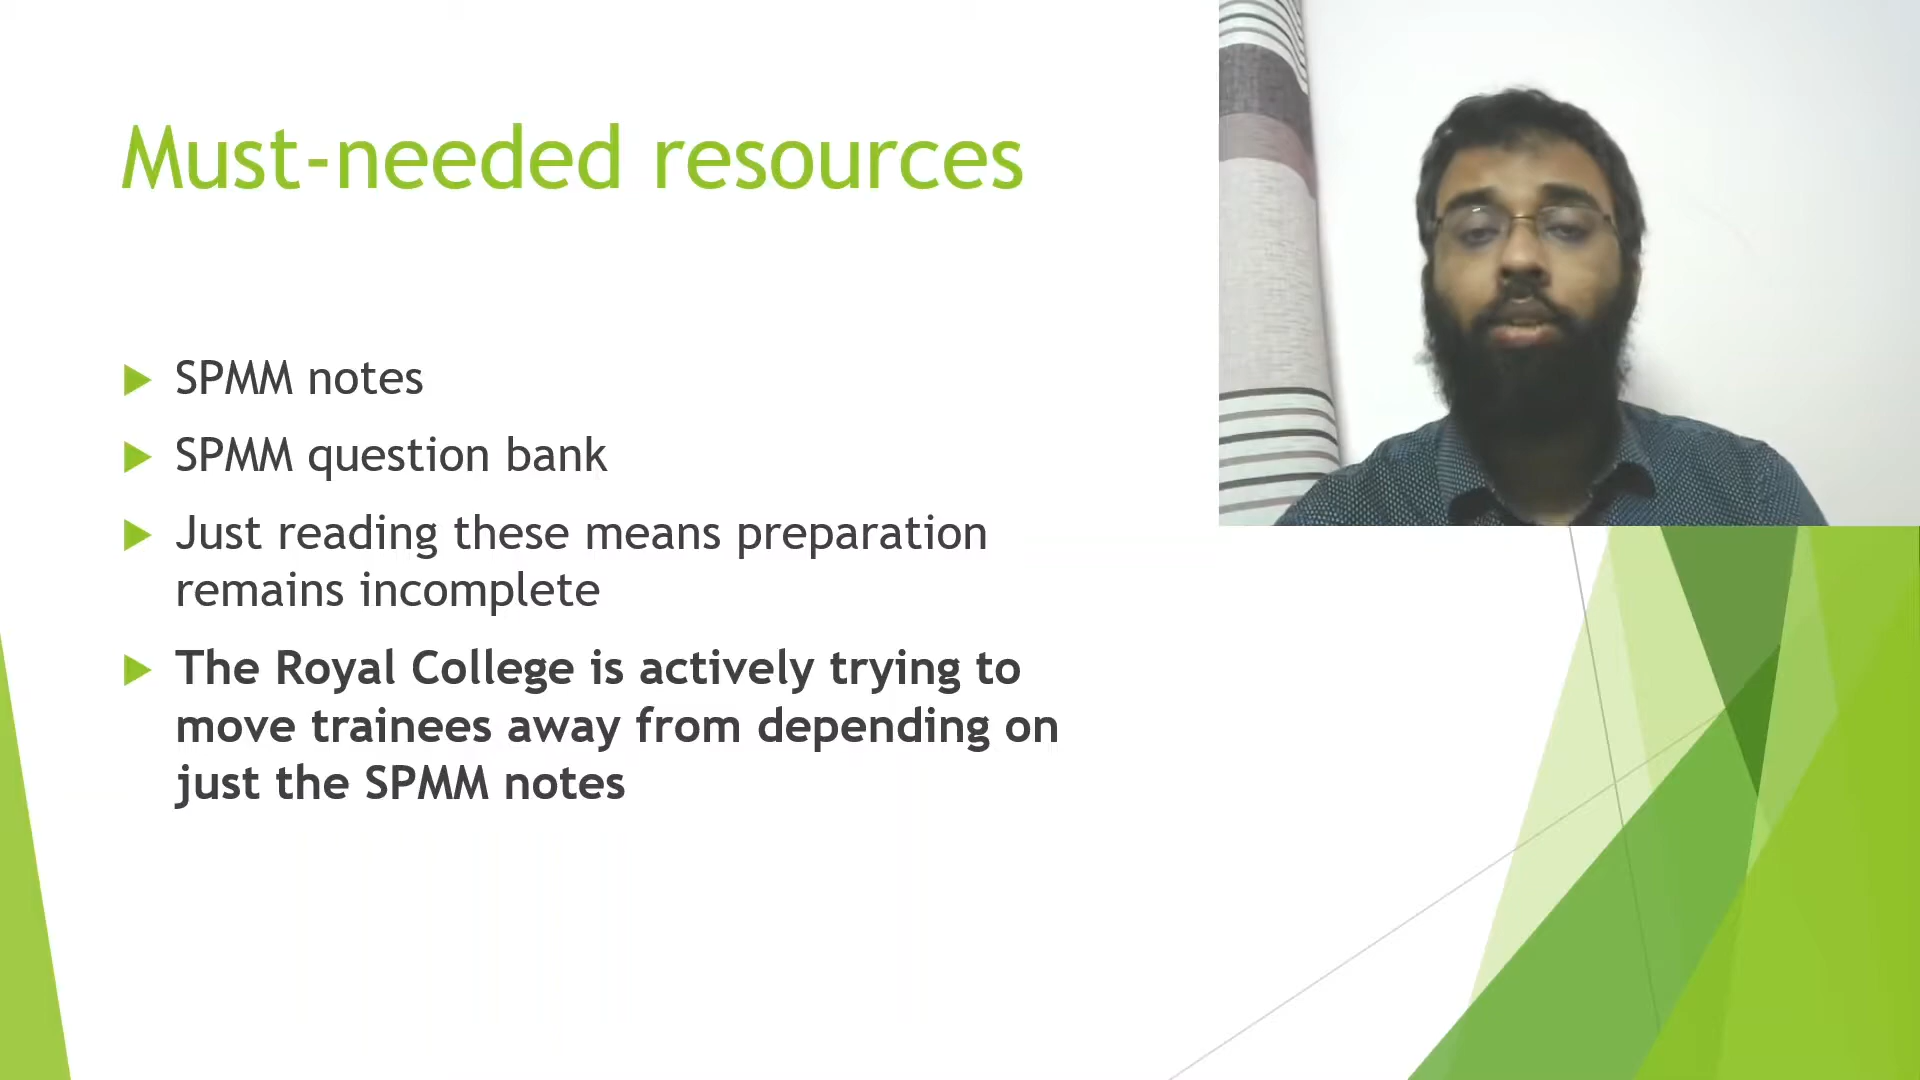 Must-needed resources
SPMM notes
SPMM question bank
Just reading these means preparation
remains incomplete
The Royal College is actively trying to
move trainees away from depending on
just the SPMM notes